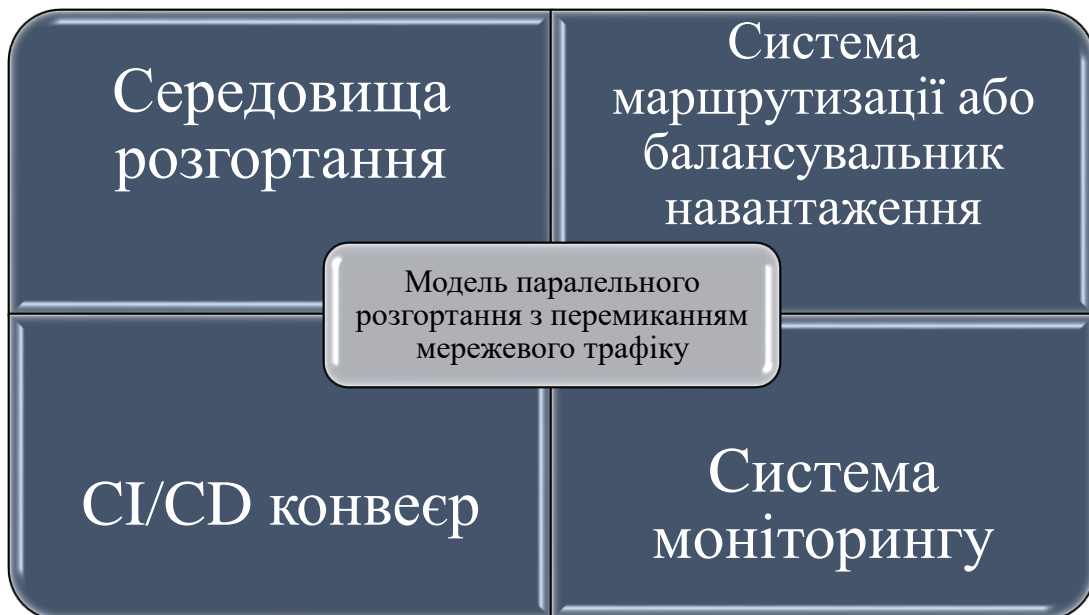 Середовища
розгортання
Система
маршрутизації або
балансувальник
навантаження
Модель паралельного
розгортання з перемиканням
мережевого трафіку
CI/CD конвеєр
Система
моніторингу